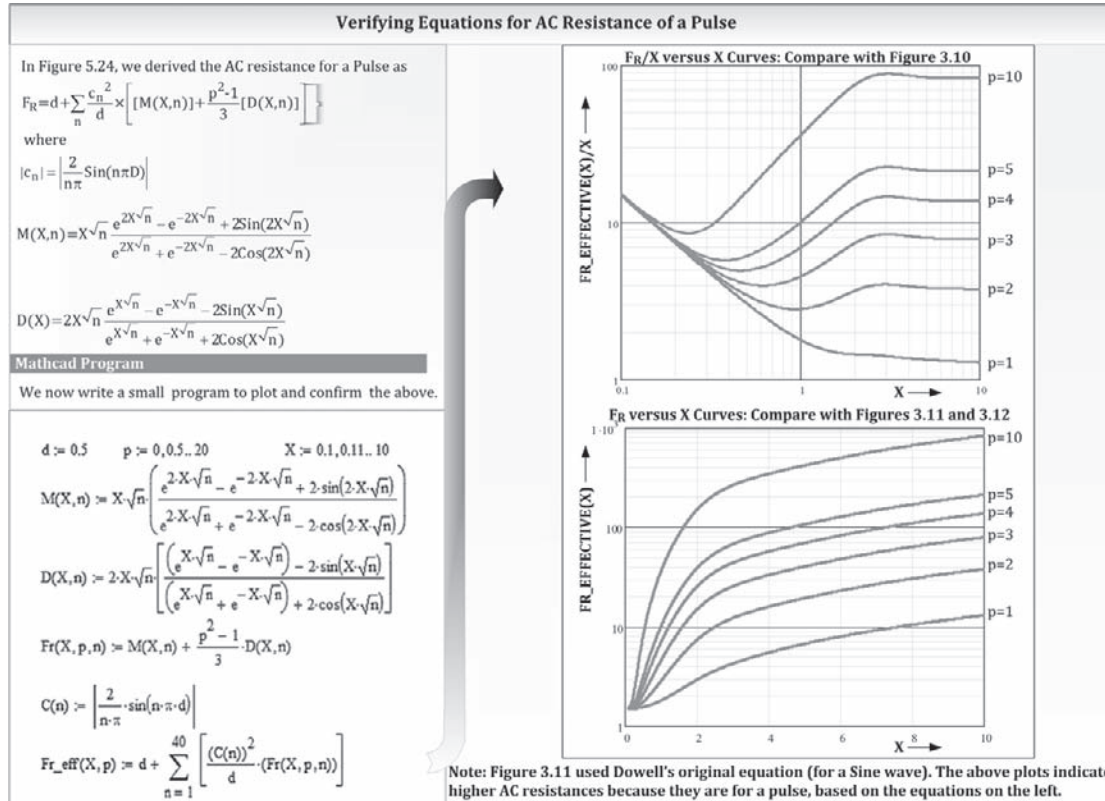 Verifying Equations for AC Resistance of a Pulse
In Figure 5.24, we derived the AC resistance for a Pulse as
F_R=d+∑_n c_n²/d × [[M(X,n)]+ p²-1/3 [D(X,n)]]
where
|c_n| = |2/nπ Sin(nπD)|
M(X,n)=X√n (e^{2X√n} − e^{-2X√n} + 2Sin(2X√n))/(e^{2X√n} + e^{-2X√n} − 2Cos(2X√n))
D(X)=2X√n (e^{X√n} − e^{-X√n} − 2Sin(X√n))/(e^{X√n} + e^{-X√n} + 2Cos(X√n))
Mathcad Program
We now write a small program to plot and confirm the above.
d := 0.5 p := 0,0.5..20 X := 0.1,0.11..10
M(X,n) := X·√n·((e^{2·X·√n} − e^{-2·X·√n} + 2·sin(2·X·√n))/(e^{2·X·√n} + e^{-2·X·√n} − 2·cos(2·X·√n)))
D(X,n) := 2·X·√n·[((e^{X·√n} − e^{-X·√n}) − 2·sin(X·√n))/((e^{X·√n} + e^{-X·√n}) + 2·cos(X·√n))]
Fr(X,p,n) := M(X,n) + (p² − 1)/3·D(X,n)
C(n) := |2/(n·π)·sin(n·π·d)|
Fr_eff(X,p) := d + ∑_{n = 1}^{40} [(C(n))²/d·(Fr(X,p,n))]
F_R/X versus X Curves: Compare with Figure 3.10
FR_EFFECTIVE(X)/X
100
10
1
0.1
1
10
X
p=10
p=5
p=4
p=3
p=2
p=1
F_R versus X Curves: Compare with Figures 3.11 and 3.12
FR_EFFECTIVE(X)
1·10³
100
10
1
0
2
4
6
8
10
X
p=10
p=5
p=4
p=3
p=2
p=1
Note: Figure 3.11 used Dowell's original equation (for a Sine wave). The above plots indicate
higher AC resistances because they are for a pulse, based on the equations on the left.